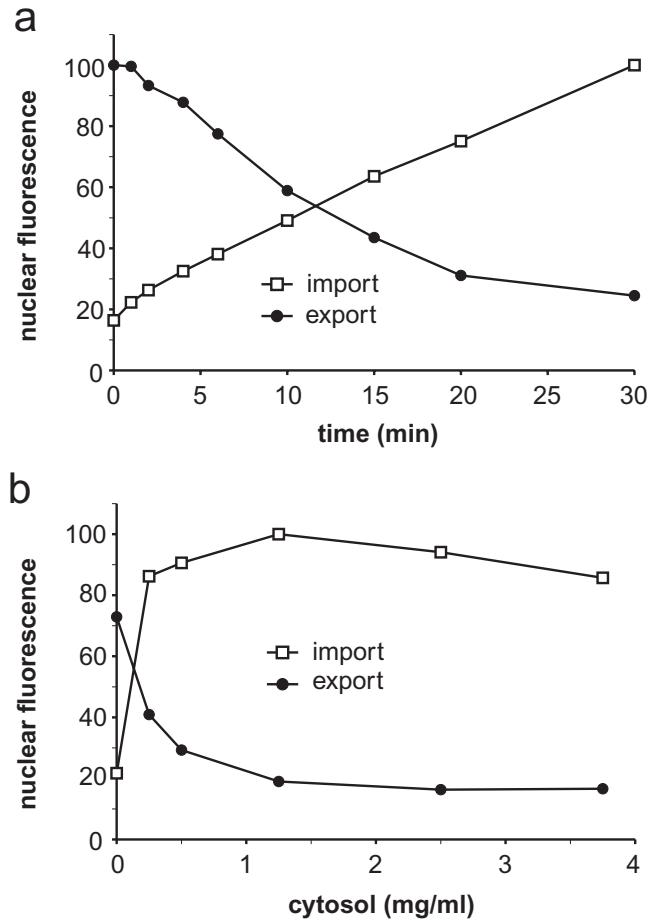 a
100
80
60
40
20
0
nuclear fluorescence
import
export
0 5 10 15 20 25 30
time (min)
b
100
80
60
40
20
0
nuclear fluorescence
import
export
0 1 2 3 4
cytosol (mg/ml)